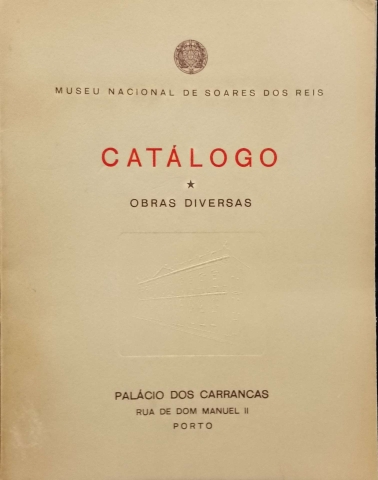 MUSEU NACIONAL DE SOARES DOS REIS
CATÁLOGO
OBRAS DIVERSAS
PALÁCIO DOS CARRANCAS
RUA DE DOM MANUEL II
PORTO